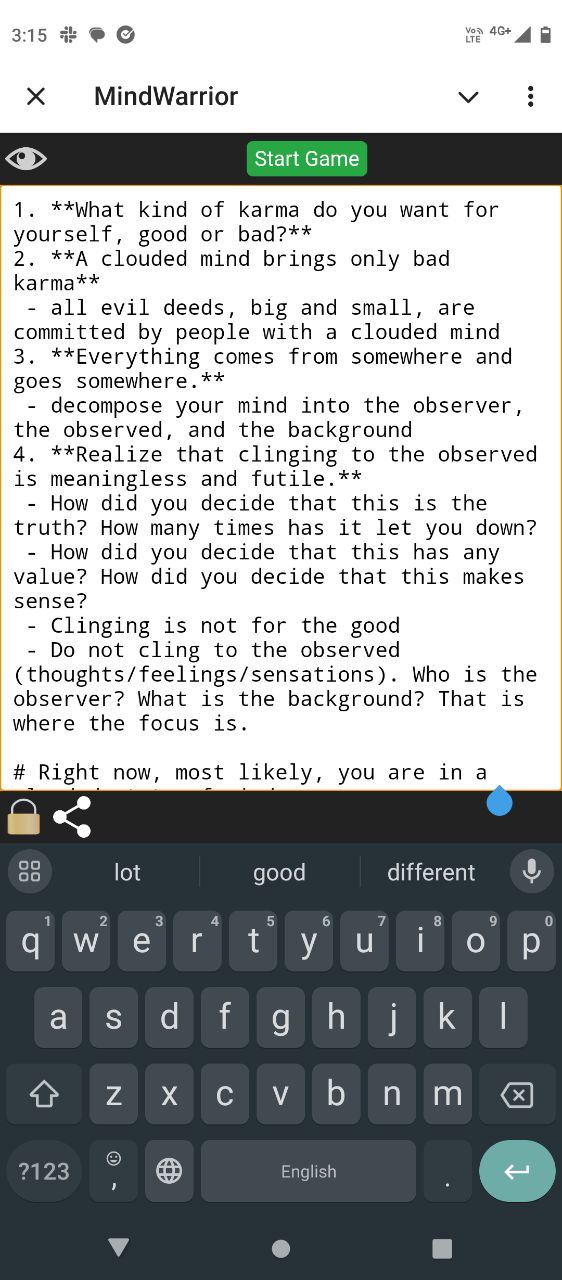 3:15 Vo LTE 4G+
MindWarrior
Start Game
1. **What kind of karma do you want for
yourself, good or bad?**
2. **A clouded mind brings only bad
karma**
- all evil deeds, big and small, are
committed by people with a clouded mind
3. **Everything comes from somewhere and
goes somewhere.**
- decompose your mind into the observer,
the observed, and the background
4. **Realize that clinging to the observed
is meaningless and futile.**
- How did you decide that this is the
truth? How many times has it let you down?
- How did you decide that this has any
value? How did you decide that this makes
sense?
- Clinging is not for the good
- Do not cling to the observed
(thoughts/feelings/sensations). Who is the
observer? What is the background? That is
where the focus is.
# Right now, most likely, you are in a
lot good different
1 2 3 4 5 6 7 8 9 0
q w e r t y u i o p
a s d f g h j k l
z x c v b n m
?123 , English .